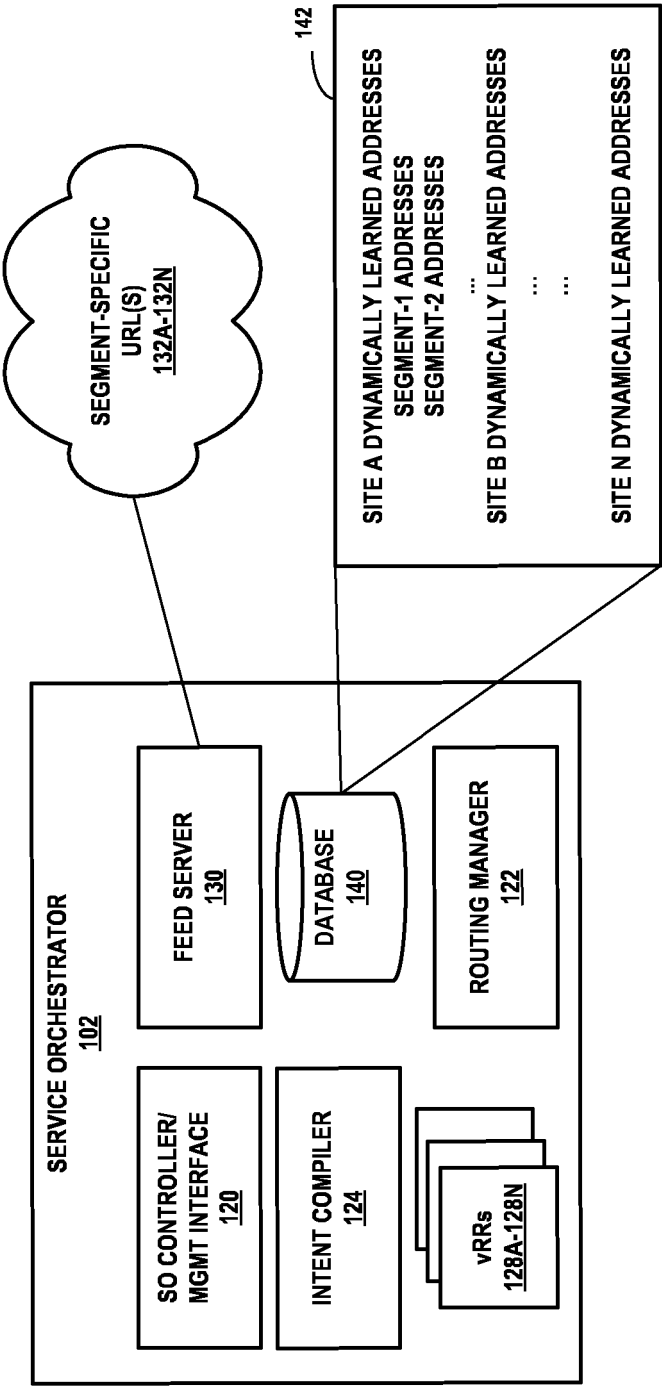 SERVICE ORCHESTRATOR
102
SO CONTROLLER/
MGMT INTERFACE
120
INTENT COMPILER
124
vRRs
128A-128N
FEED SERVER
130
DATABASE
140
ROUTING MANAGER
122
SEGMENT-SPECIFIC
URL(S)
132A-132N
142
SITE A DYNAMICALLY LEARNED ADDRESSES
SEGMENT-1 ADDRESSES
SEGMENT-2 ADDRESSES
...
SITE B DYNAMICALLY LEARNED ADDRESSES
...
...
SITE N DYNAMICALLY LEARNED ADDRESSES